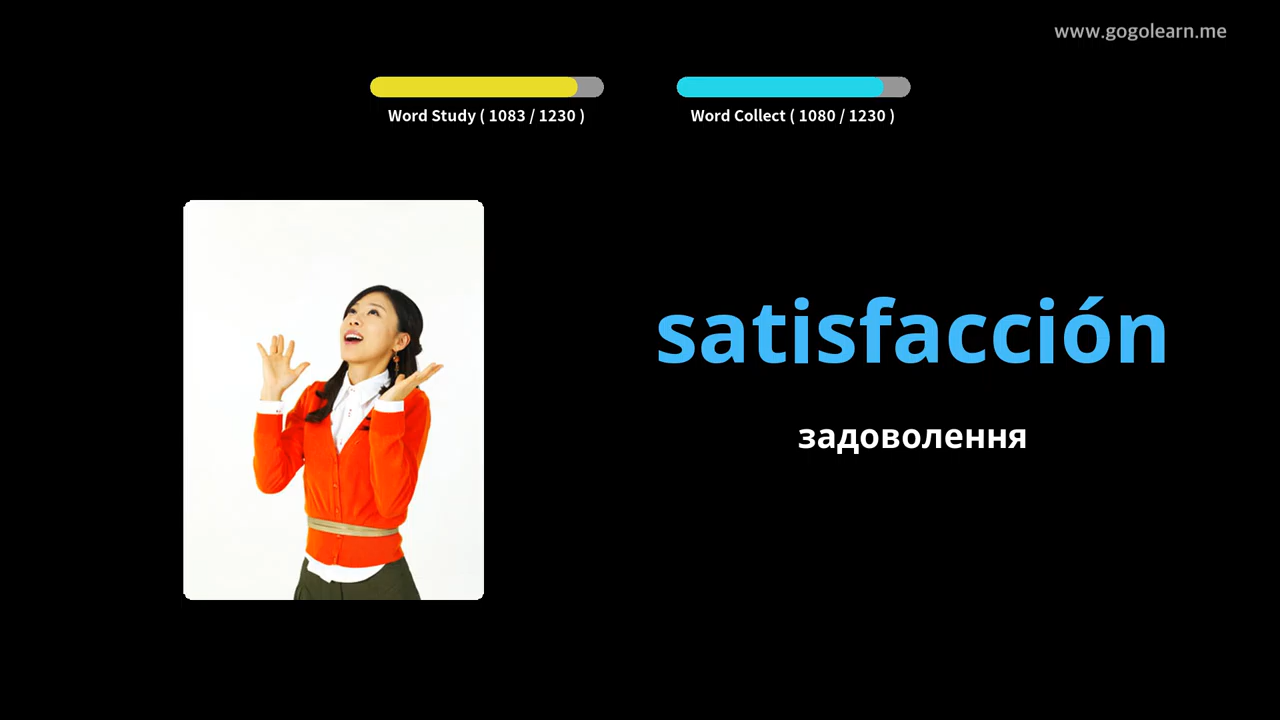 www.gogolearn.me
Word Study ( 1083 / 1230 )
Word Collect ( 1080 / 1230 )
satisfacción
задоволення